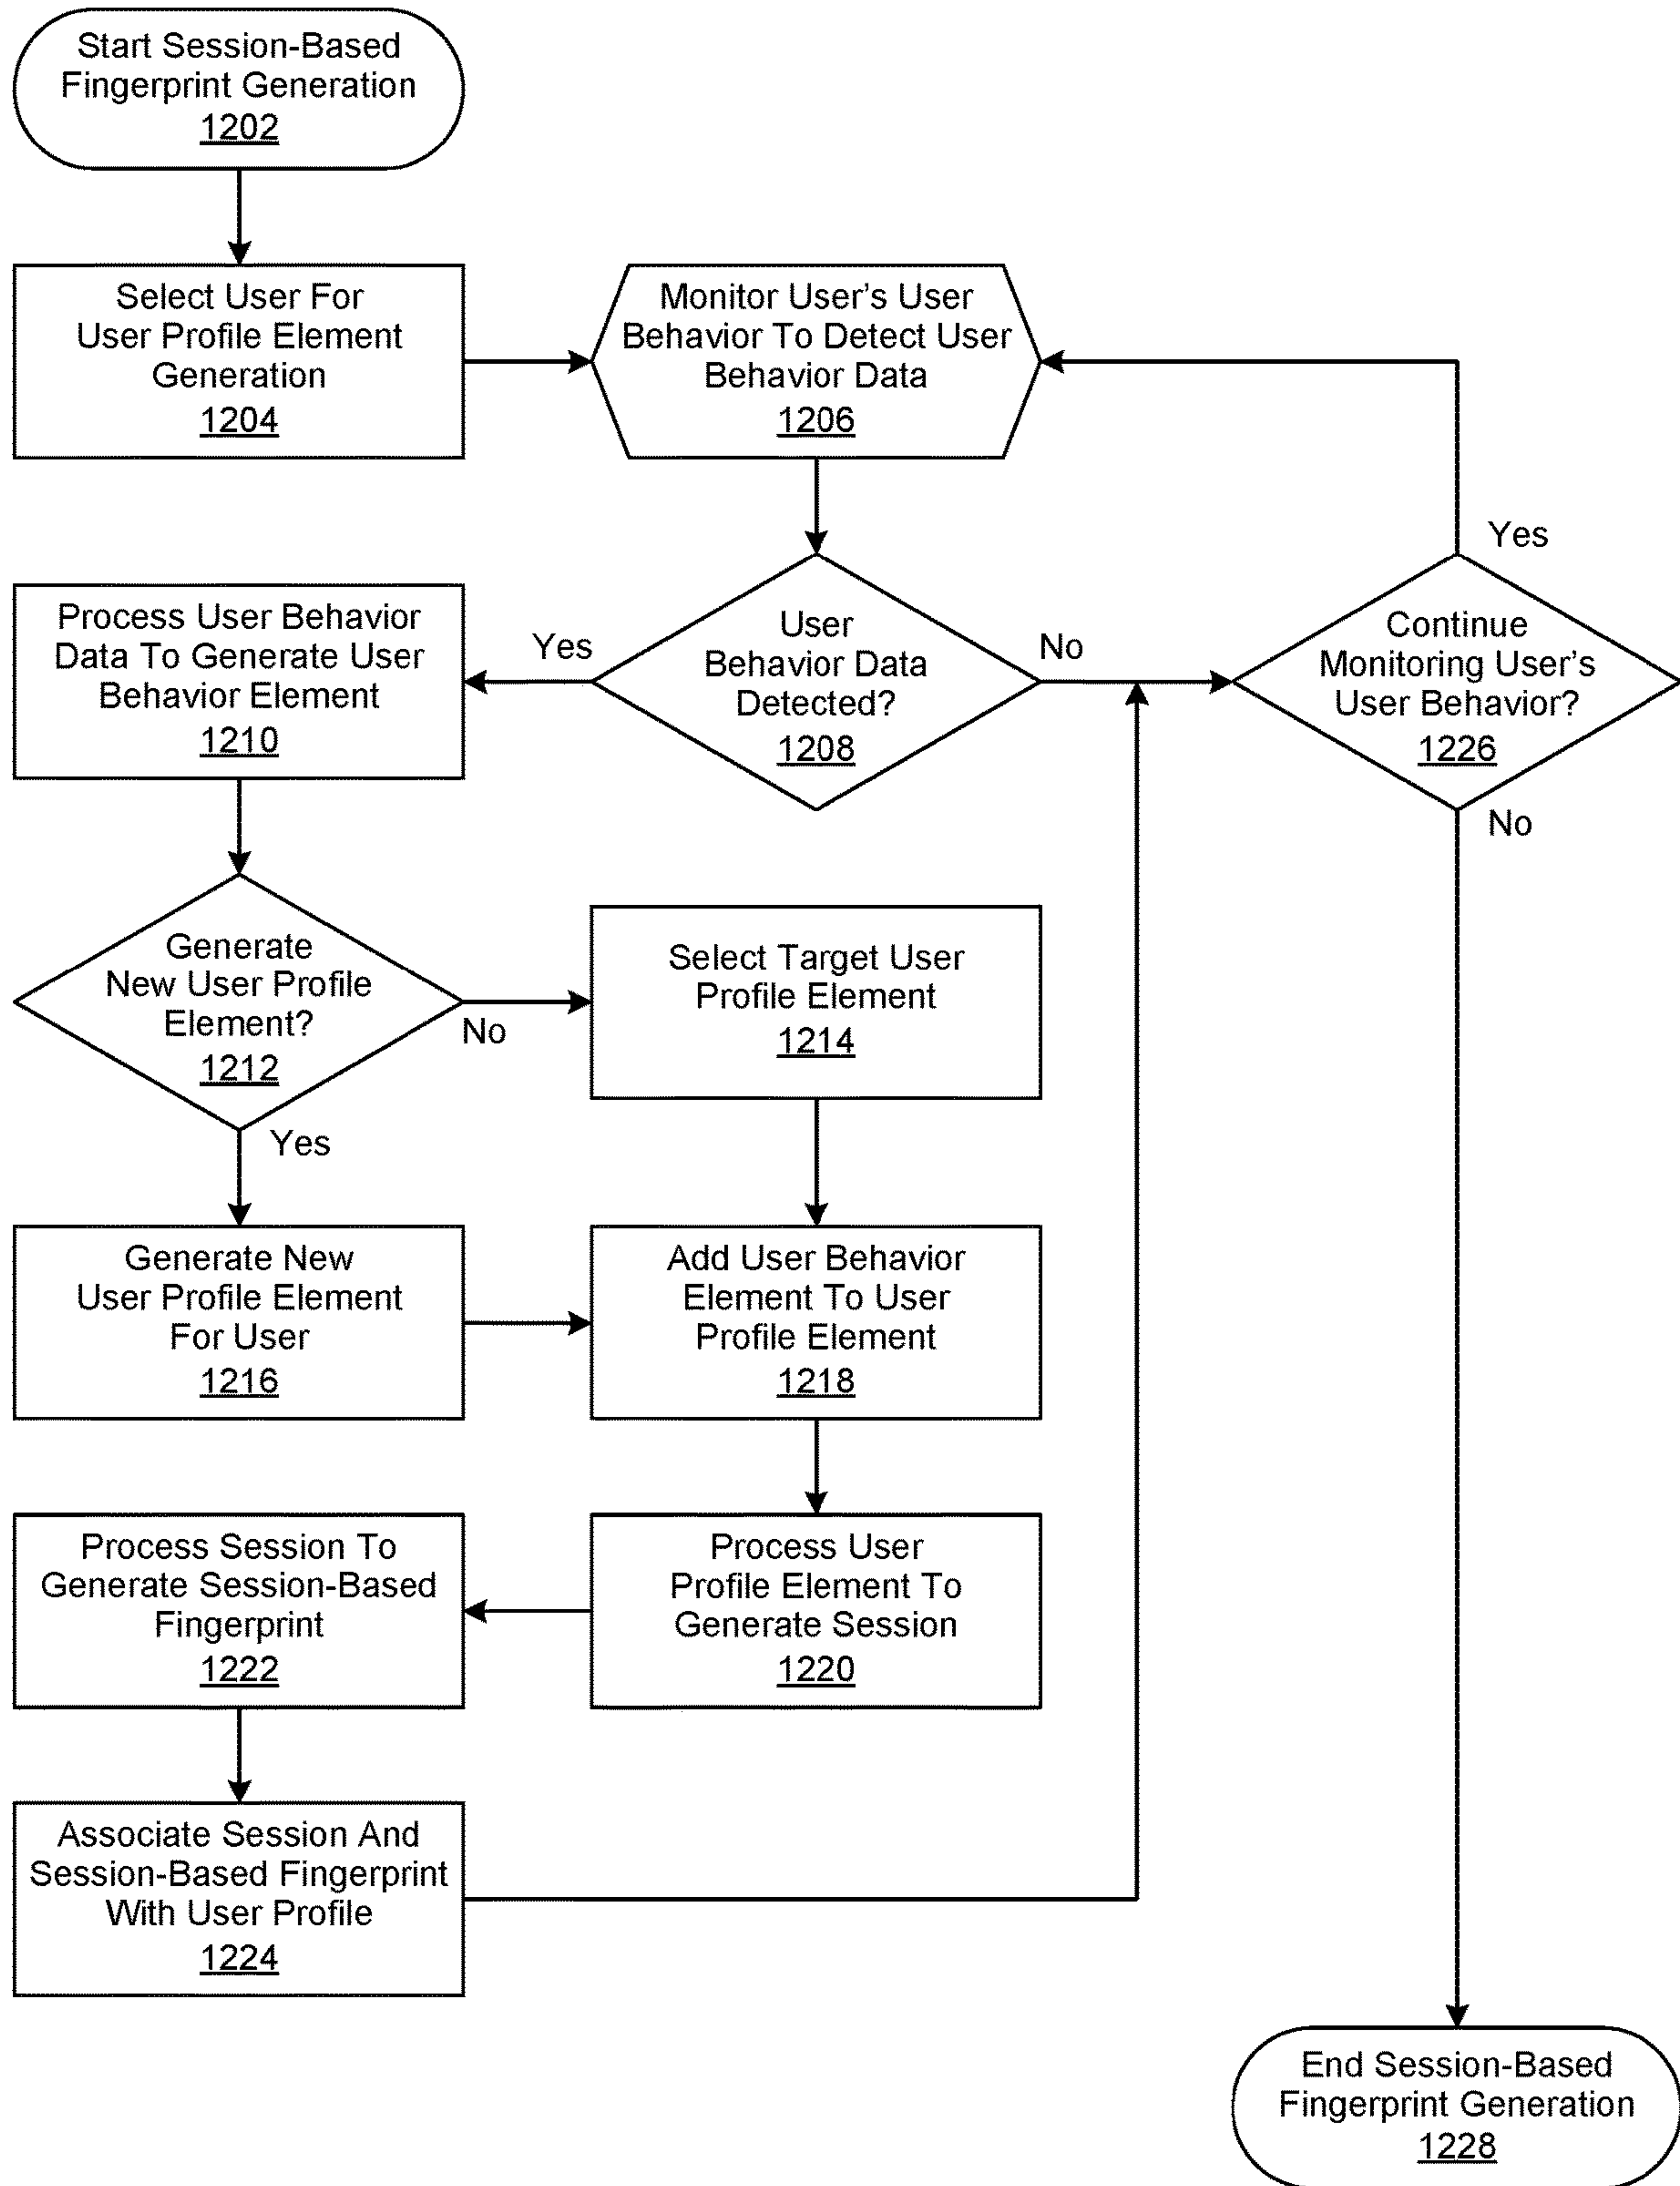 Start Session-Based
Fingerprint Generation
1202
Select User For
User Profile Element
Generation
1204
Monitor User's User
Behavior To Detect User
Behavior Data
1206
Yes
Process User Behavior
Data To Generate User
Behavior Element
1210
Yes
User
Behavior Data
Detected?
1208
No
Continue
Monitoring User's
User Behavior?
1226
No
Generate
New User Profile
Element?
1212
No
Select Target User
Profile Element
1214
Yes
Generate New
User Profile Element
For User
1216
Add User Behavior
Element To User
Profile Element
1218
Process Session To
Generate Session-Based
Fingerprint
1222
Process User
Profile Element To
Generate Session
1220
Associate Session And
Session-Based Fingerprint
With User Profile
1224
End Session-Based
Fingerprint Generation
1228